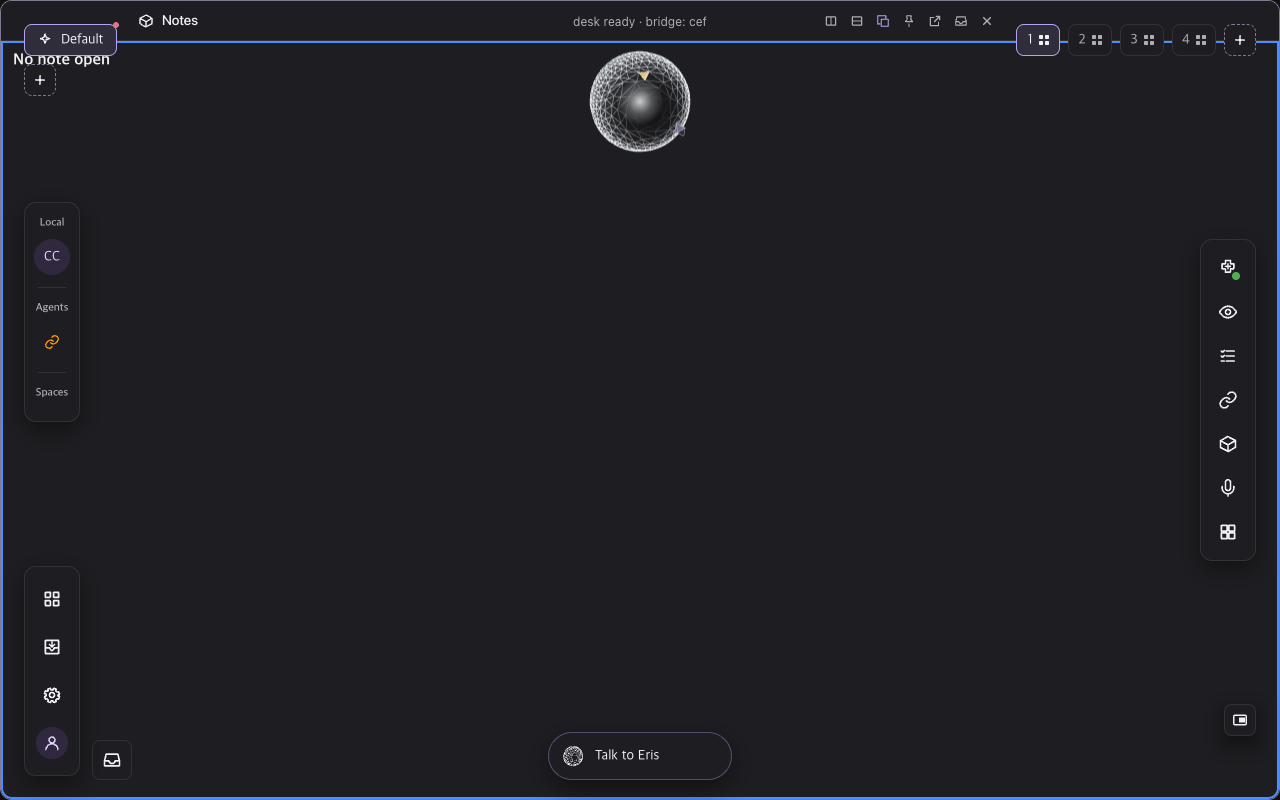 Notes
desk ready · bridge: cef
Default
1
2
3
4
No note open
Local
CC
Agents
Spaces
Talk to Eris